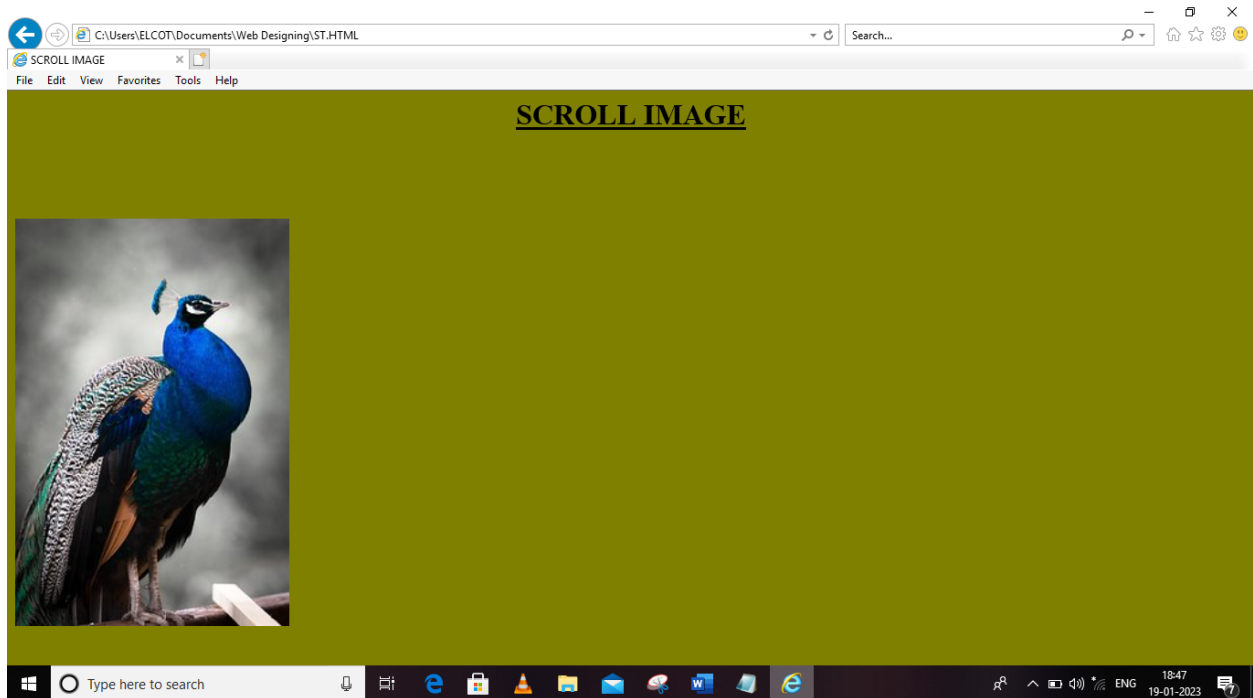 C:\Users\ELCOT\Documents\Web Designing\ST.HTML
Search...
SCROLL IMAGE
File Edit View Favorites Tools Help
SCROLL IMAGE
Type here to search
W
ENG
18:47
19-01-2023
7